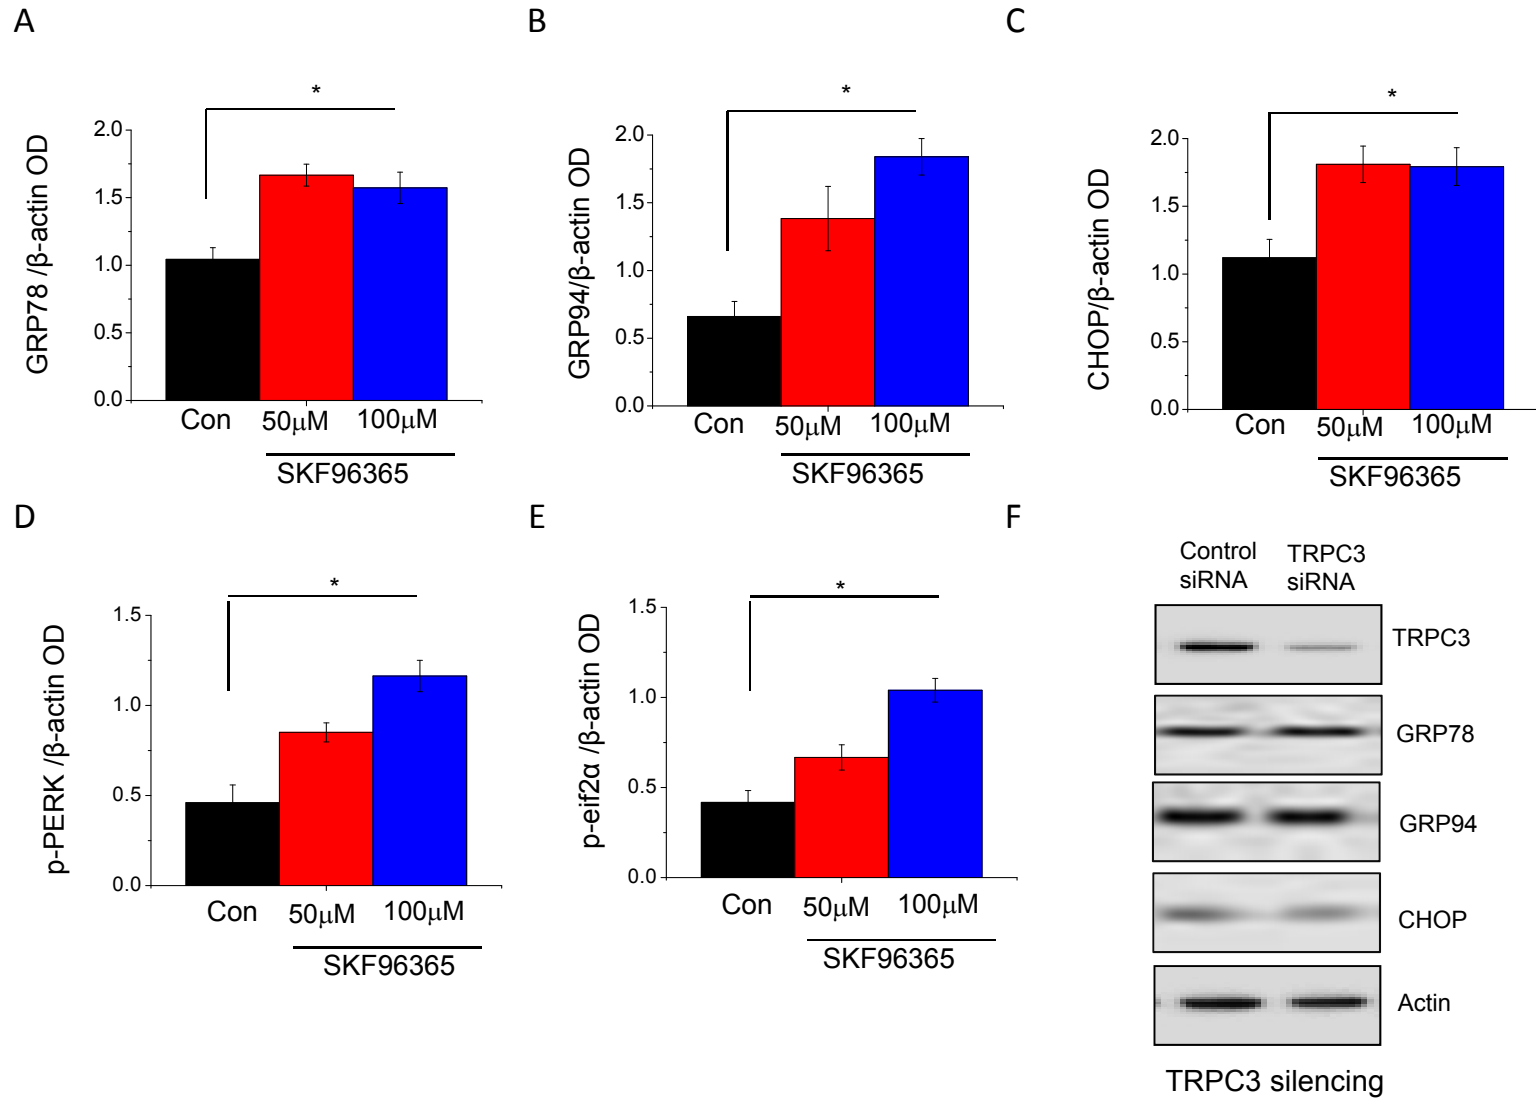 A
*
GRP78 /β-actin OD
2.0
1.5
1.0
0.5
0.0
Con 50μM 100μM
SKF96365
B
*
GRP94/β-actin OD
2.0
1.5
1.0
0.5
0.0
Con 50μM 100μM
SKF96365
C
*
CHOP/β-actin OD
2.0
1.5
1.0
0.5
0.0
Con 50μM 100μM
SKF96365
D
*
p-PERK /β-actin OD
1.5
1.0
0.5
0.0
Con 50μM 100μM
SKF96365
E
*
p-eif2α /β-actin OD
1.5
1.0
0.5
0.0
Con 50μM 100μM
SKF96365
F
Control
siRNA
TRPC3
siRNA
TRPC3
GRP78
GRP94
CHOP
Actin
TRPC3 silencing